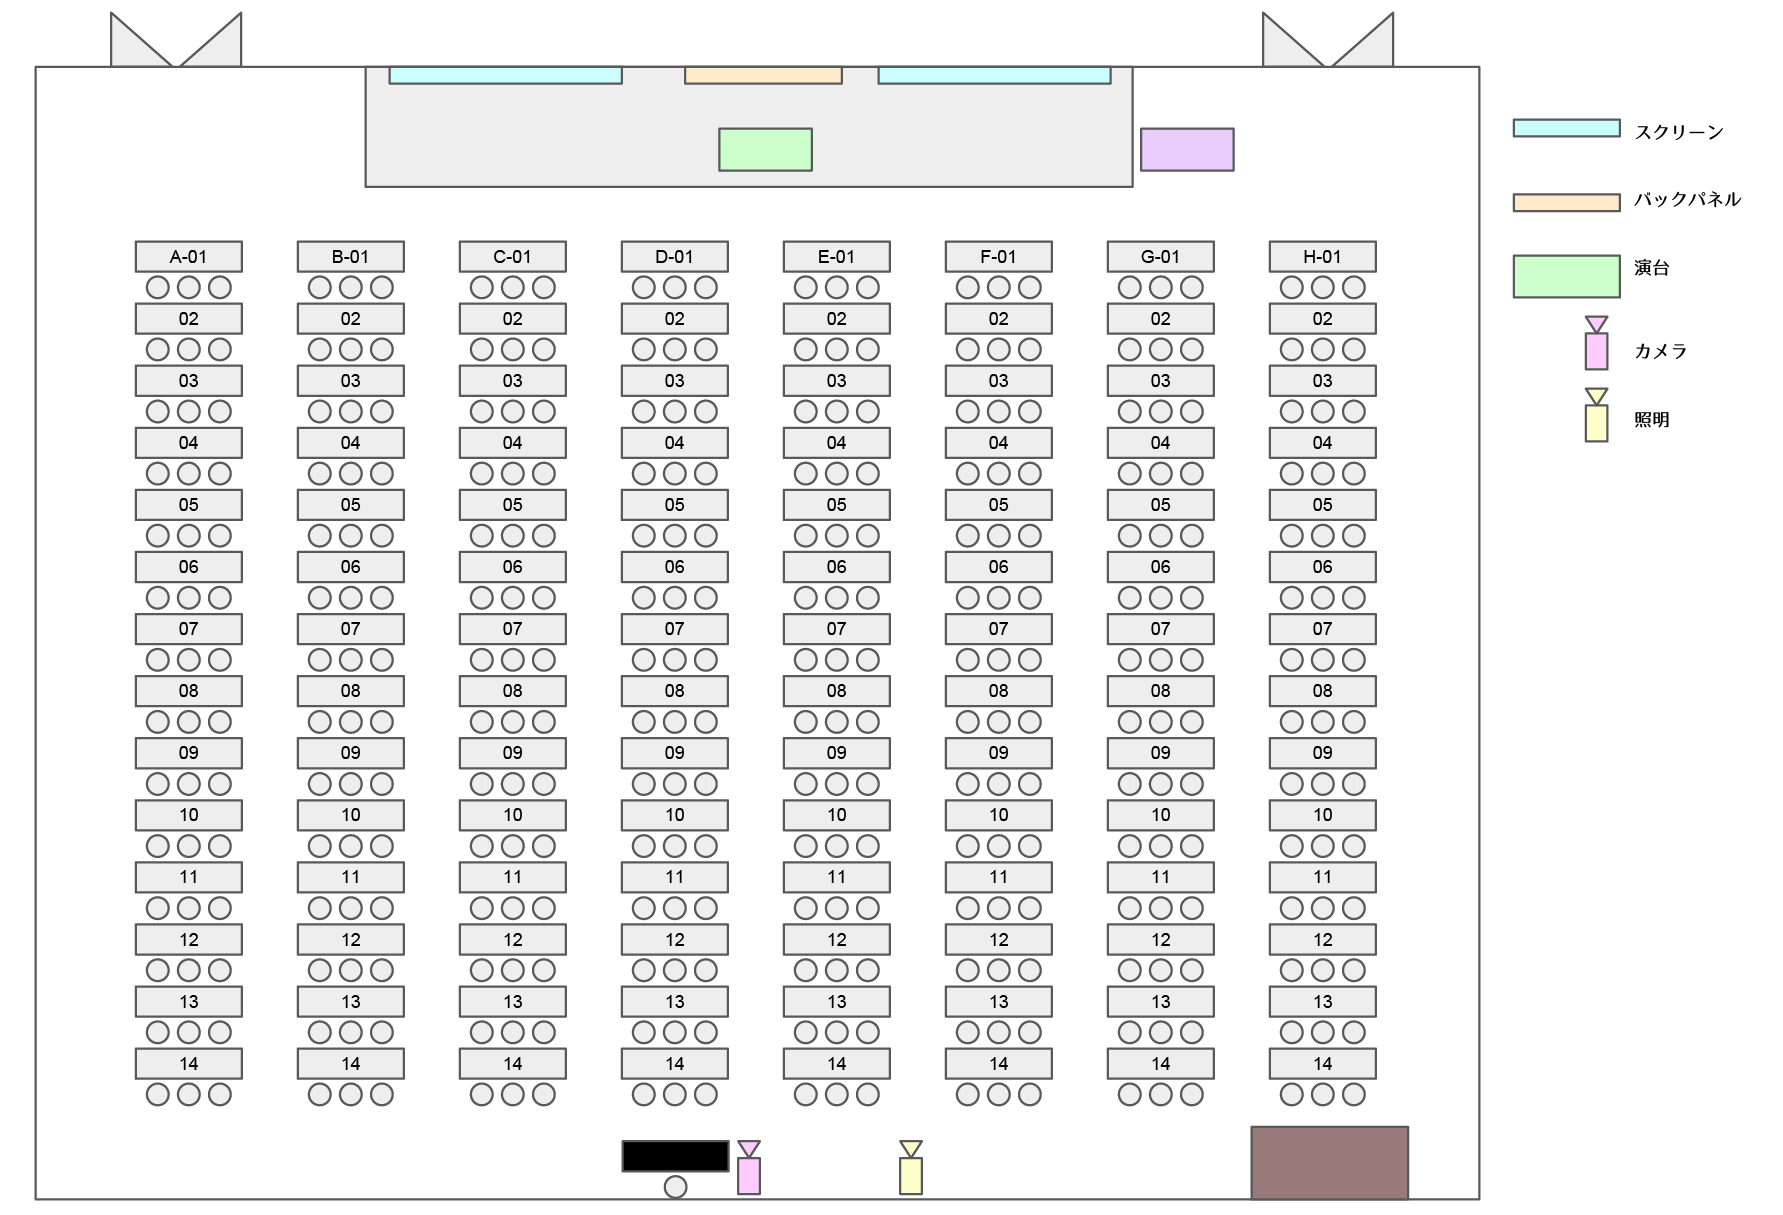 スクリーン
バックパネル
演台
カメラ
照明
A-01 B-01 C-01 D-01 E-01 F-01 G-01 H-01
02 02 02 02 02 02 02 02
03 03 03 03 03 03 03 03
04 04 04 04 04 04 04 04
05 05 05 05 05 05 05 05
06 06 06 06 06 06 06 06
07 07 07 07 07 07 07 07
08 08 08 08 08 08 08 08
09 09 09 09 09 09 09 09
10 10 10 10 10 10 10 10
11 11 11 11 11 11 11 11
12 12 12 12 12 12 12 12
13 13 13 13 13 13 13 13
14 14 14 14 14 14 14 14